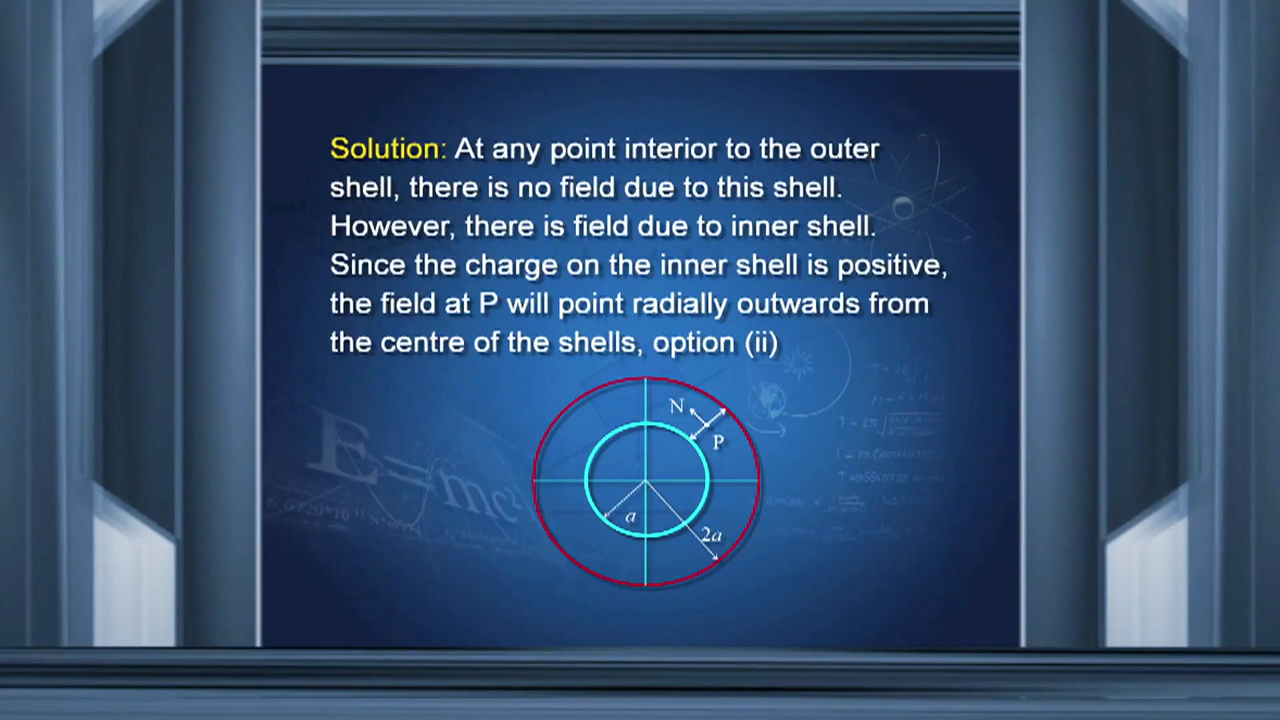 Solution: At any point interior to the outer
shell, there is no field due to this shell.
However, there is field due to inner shell.
Since the charge on the inner shell is positive,
the field at P will point radially outwards from
the centre of the shells, option (ii)
N
P
a
2a
E=mc²